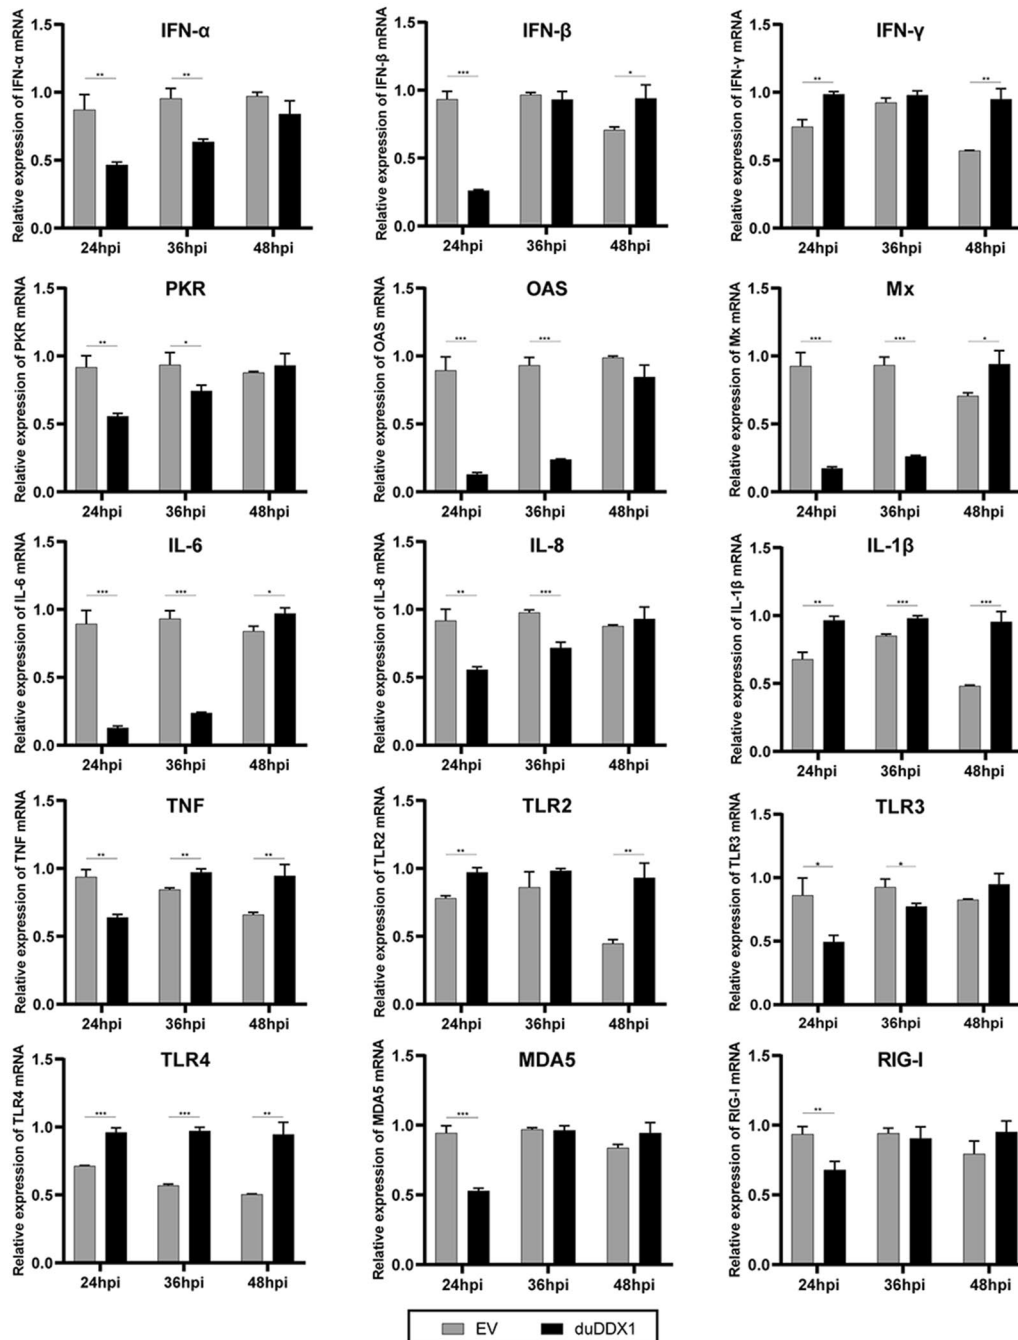 IFN-α
Relative expression of IFN-α mRNA
1.5
1.0
0.5
0.0
** **
24hpi 36hpi 48hpi
IFN-β
Relative expression of IFN-β mRNA
1.5
1.0
0.5
0.0
*** *
24hpi 36hpi 48hpi
IFN-γ
Relative expression of IFN-γ mRNA
1.5
1.0
0.5
0.0
** **
24hpi 36hpi 48hpi
PKR
Relative expression of PKR mRNA
1.5
1.0
0.5
0.0
** *
24hpi 36hpi 48hpi
OAS
Relative expression of OAS mRNA
1.5
1.0
0.5
0.0
*** ***
24hpi 36hpi 48hpi
Mx
Relative expression of Mx mRNA
1.5
1.0
0.5
0.0
*** *** *
24hpi 36hpi 48hpi
IL-6
Relative expression of IL-6 mRNA
1.5
1.0
0.5
0.0
*** *** *
24hpi 36hpi 48hpi
IL-8
Relative expression of IL-8 mRNA
1.5
1.0
0.5
0.0
** ***
24hpi 36hpi 48hpi
IL-1β
Relative expression of IL-1β mRNA
1.5
1.0
0.5
0.0
** *** ***
24hpi 36hpi 48hpi
TNF
Relative expression of TNF mRNA
1.5
1.0
0.5
0.0
** ** **
24hpi 36hpi 48hpi
TLR2
Relative expression of TLR2 mRNA
1.5
1.0
0.5
0.0
** **
24hpi 36hpi 48hpi
TLR3
Relative expression of TLR3 mRNA
1.5
1.0
0.5
0.0
* *
24hpi 36hpi 48hpi
TLR4
Relative expression of TLR4 mRNA
1.5
1.0
0.5
0.0
*** *** **
24hpi 36hpi 48hpi
MDA5
Relative expression of MDA5 mRNA
1.5
1.0
0.5
0.0
***
24hpi 36hpi 48hpi
RIG-I
Relative expression of RIG-I mRNA
1.5
1.0
0.5
0.0
**
24hpi 36hpi 48hpi
EV duDDX1